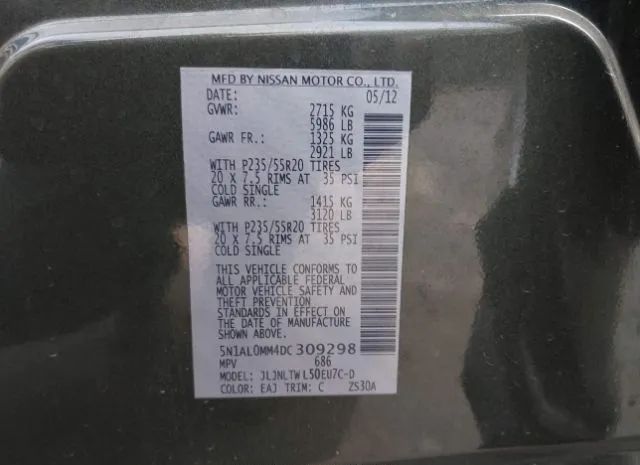 MFD BY NISSAN MOTOR CO., LTD.
DATE: 05/12
GVWR: 2715 KG
5986 LB
GAWR FR.: 1325 KG
2921 LB
WITH P235/55R20 TIRES
20 X 7.5 RIMS AT 35 PSI
COLD SINGLE
GAWR RR.: 1415 KG
3120 LB
WITH P235/55R20 TIRES
20 X 7.5 RIMS AT 35 PSI
COLD SINGLE
THIS VEHICLE CONFORMS TO
ALL APPLICABLE FEDERAL
MOTOR VEHICLE SAFETY AND
THEFT PREVENTION
STANDARDS IN EFFECT ON
THE DATE OF MANUFACTURE
SHOWN ABOVE.
5N1AL0MM4DC 309298
MPV 686
MODEL: JLJNLTW L50EU7C-D
COLOR: EAJ TRIM: C ZS30A